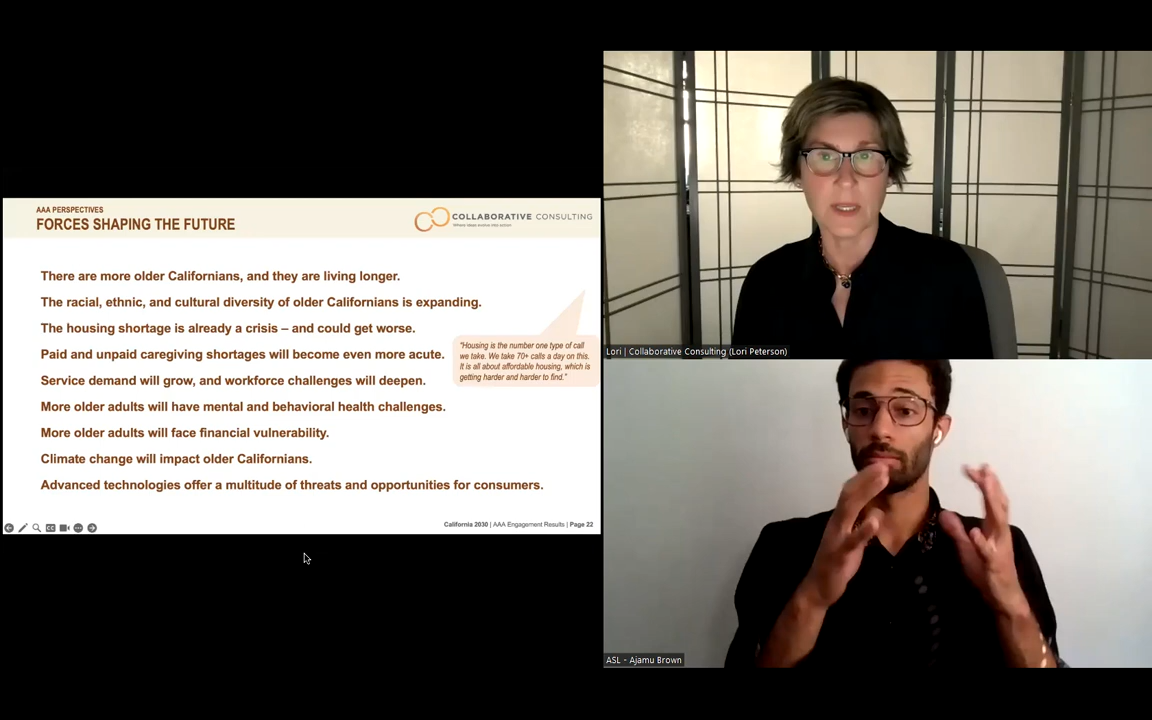 AAA PERSPECTIVES
FORCES SHAPING THE FUTURE
COLLABORATIVE CONSULTING
Where ideas evolve into action
There are more older Californians, and they are living longer.
The racial, ethnic, and cultural diversity of older Californians is expanding.
The housing shortage is already a crisis – and could get worse.
Paid and unpaid caregiving shortages will become even more acute.
Service demand will grow, and workforce challenges will deepen.
More older adults will have mental and behavioral health challenges.
More older adults will face financial vulnerability.
Climate change will impact older Californians.
Advanced technologies offer a multitude of threats and opportunities for consumers.
"Housing is the number one type of call
we take. We take 70+ calls a day on this.
It is all about affordable housing, which is
getting harder and harder to find."
CC
California 2030 | AAA Engagement Results | Page 22
Lori | Collaborative Consulting (Lori Peterson)
ASL - Ajamu Brown